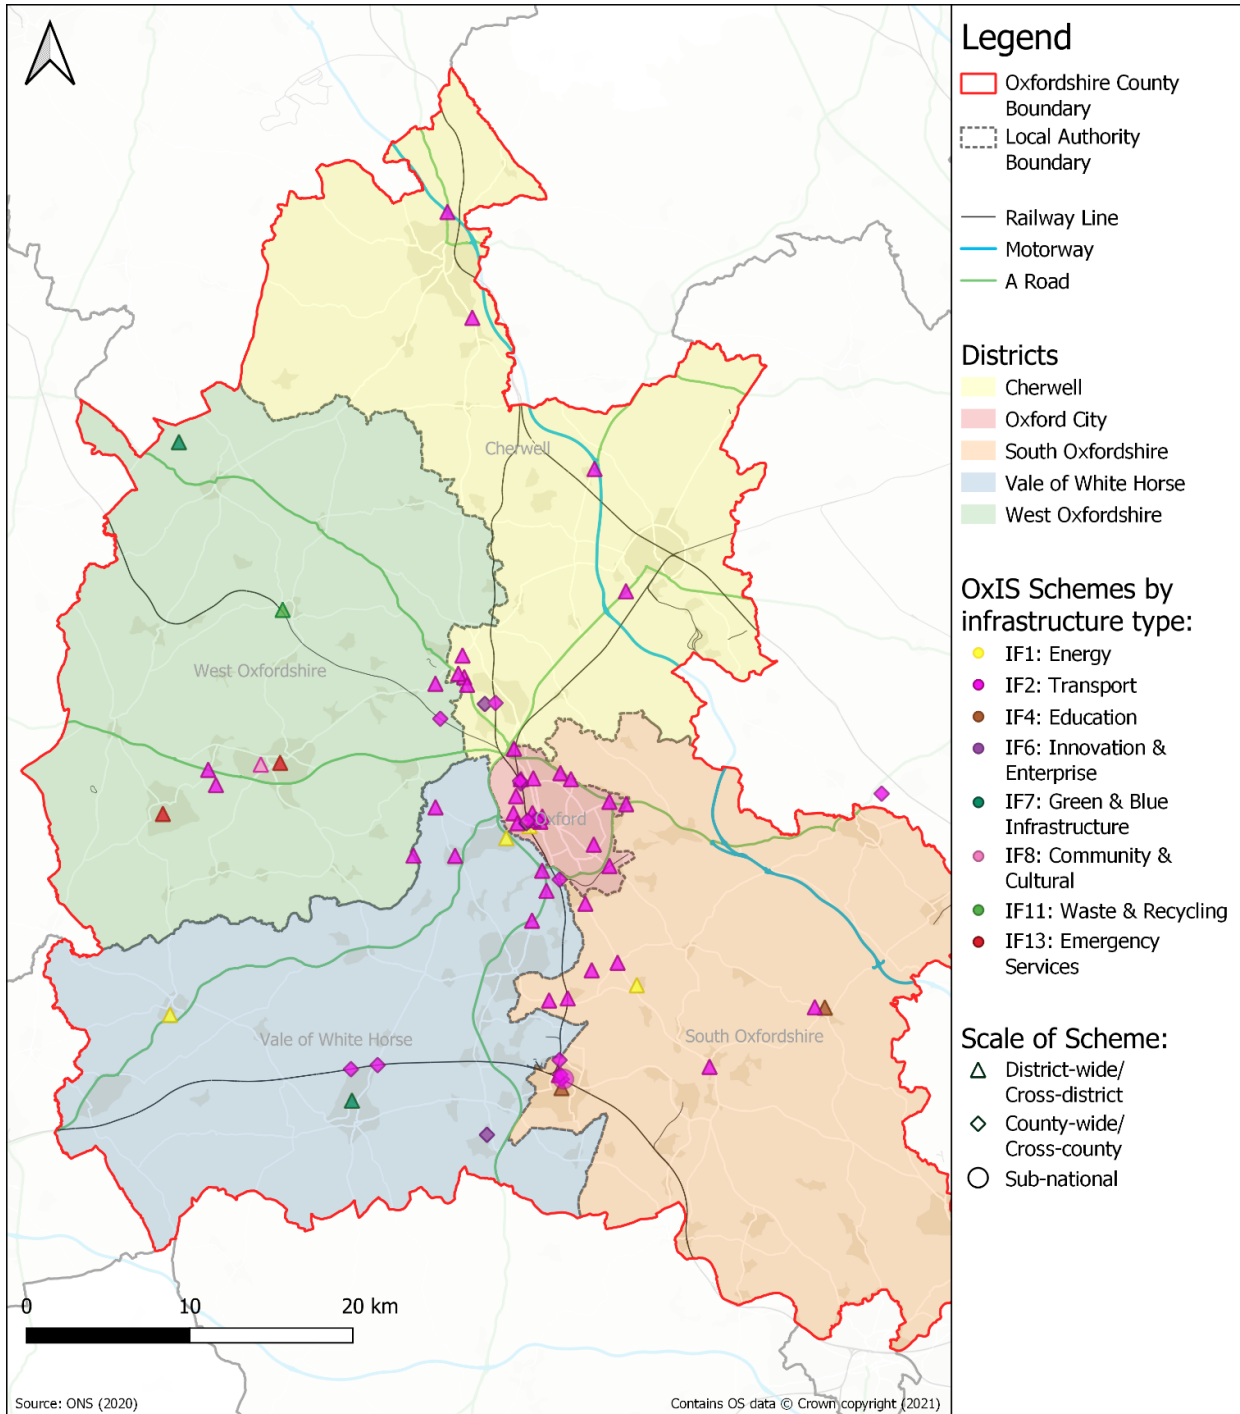 Legend
Oxfordshire County
Boundary
Local Authority
Boundary
Railway Line
Motorway
A Road
Districts
Cherwell
Oxford City
South Oxfordshire
Vale of White Horse
West Oxfordshire
OxIS Schemes by
infrastructure type:
IF1: Energy
IF2: Transport
IF4: Education
IF6: Innovation &
Enterprise
IF7: Green & Blue
Infrastructure
IF8: Community &
Cultural
IF11: Waste & Recycling
IF13: Emergency
Services
Scale of Scheme:
District-wide/
Cross-district
County-wide/
Cross-county
Sub-national
Cherwell
West Oxfordshire
Oxford
Vale of White Horse
South Oxfordshire
0 10 20 km
Source: ONS (2020)
Contains OS data © Crown copyright (2021)